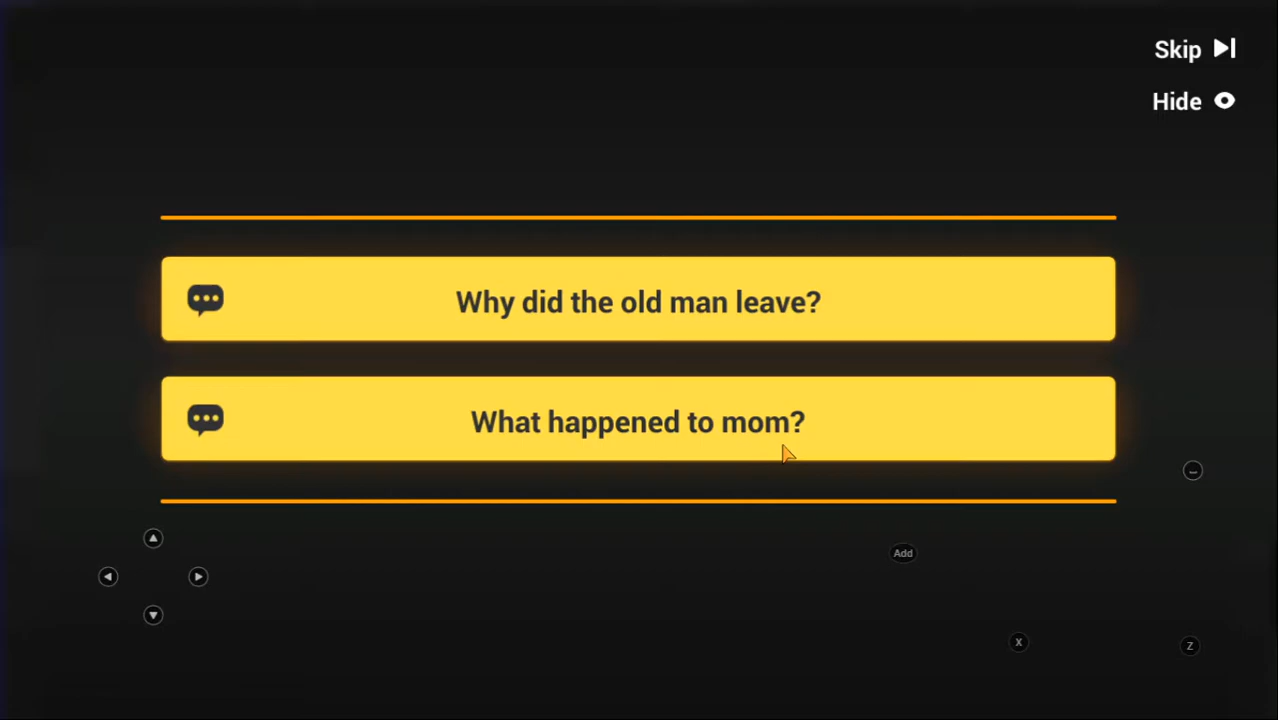 Skip
Hide
Why did the old man leave?
What happened to mom?
Add
X
Z